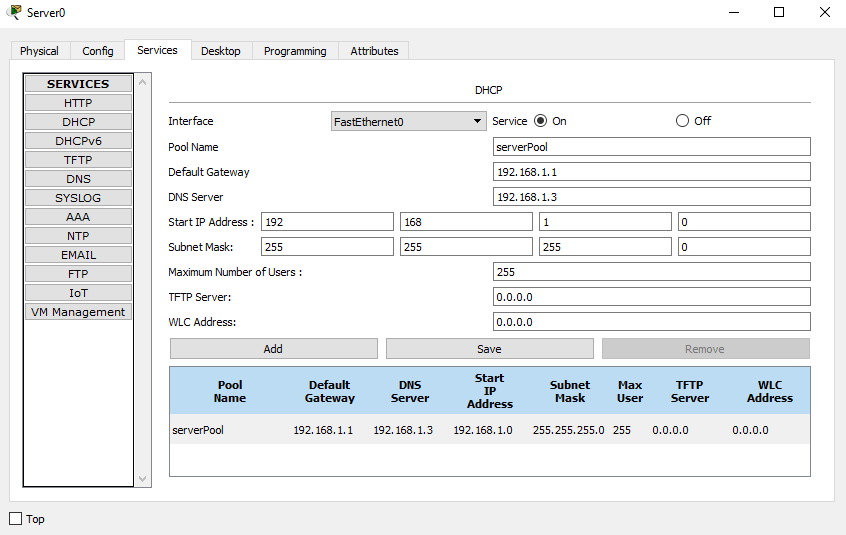 Server0
Physical Config Services Desktop Programming Attributes
SERVICES
HTTP
DHCP
DHCPv6
TFTP
DNS
SYSLOG
AAA
NTP
EMAIL
FTP
IoT
VM Management
DHCP
Interface FastEthernet0 Service On Off
Pool Name serverPool
Default Gateway 192.168.1.1
DNS Server 192.168.1.3
Start IP Address : 192 168 1 0
Subnet Mask: 255 255 255 0
Maximum Number of Users : 255
TFTP Server: 0.0.0.0
WLC Address: 0.0.0.0
Add Save Remove
Pool Name Default Gateway DNS Server Start IP Address Subnet Mask Max User TFTP Server WLC Address
serverPool 192.168.1.1 192.168.1.3 192.168.1.0 255.255.255.0 255 0.0.0.0 0.0.0.0
Top